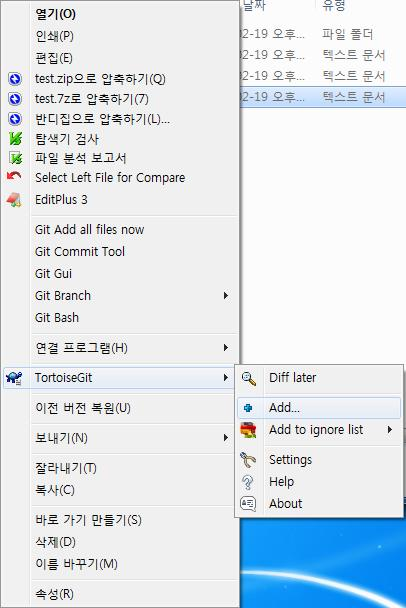 날짜 유형
열기(O)
인쇄(P)
편집(E)
test.zip으로 압축하기(Q)
test.7z로 압축하기(7)
반디집으로 압축하기(L)...
탐색기 검사
파일 분석 보고서
Select Left File for Compare
EditPlus 3
Git Add all files now
Git Commit Tool
Git Gui
Git Branch
Git Bash
연결 프로그램(H)
TortoiseGit
이전 버전 복원(U)
보내기(N)
잘라내기(T)
복사(C)
바로 가기 만들기(S)
삭제(D)
이름 바꾸기(M)
속성(R)
02-19 오후... 파일 폴더
02-19 오후... 텍스트 문서
02-19 오후... 텍스트 문서
02-19 오후... 텍스트 문서
Diff later
Add...
Add to ignore list
Settings
Help
About